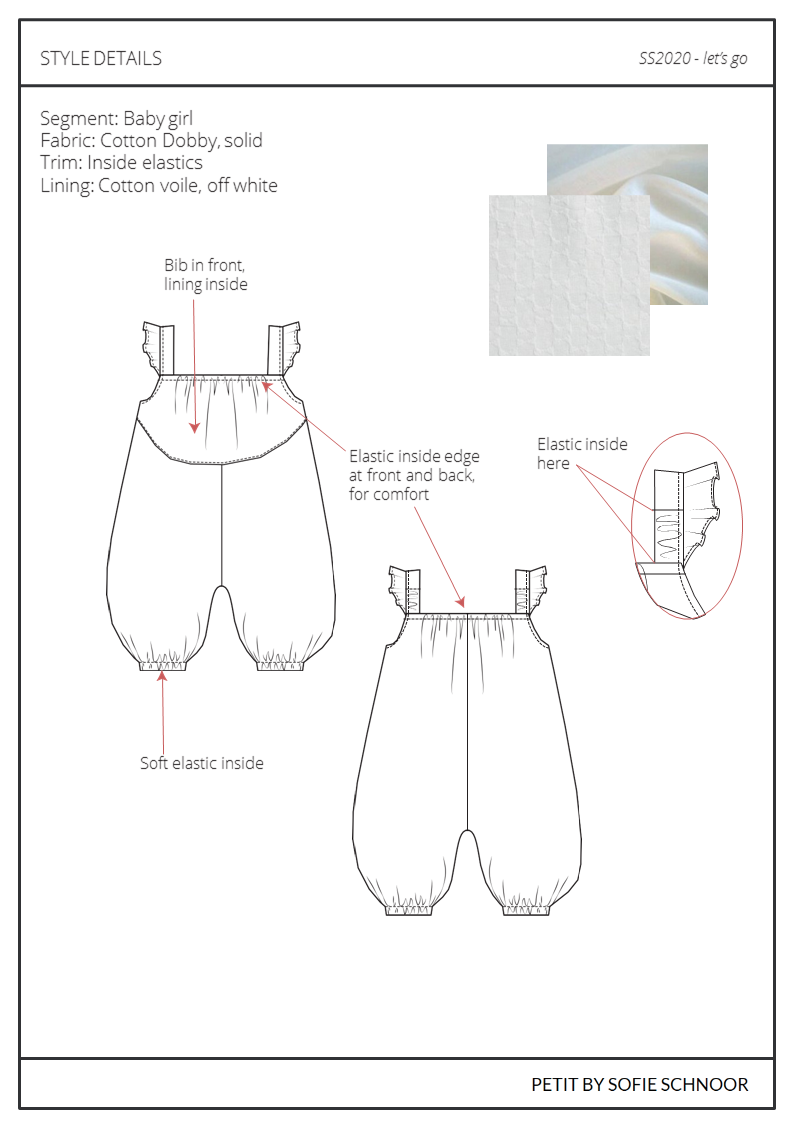 STYLE DETAILS
SS2020 - let's go
Segment: Baby girl
Fabric: Cotton Dobby, solid
Trim: Inside elastics
Lining: Cotton voile, off white
Bib in front,
lining inside
Elastic inside edge
at front and back,
for comfort
Elastic inside
here
Soft elastic inside
PETIT BY SOFIE SCHNOOR